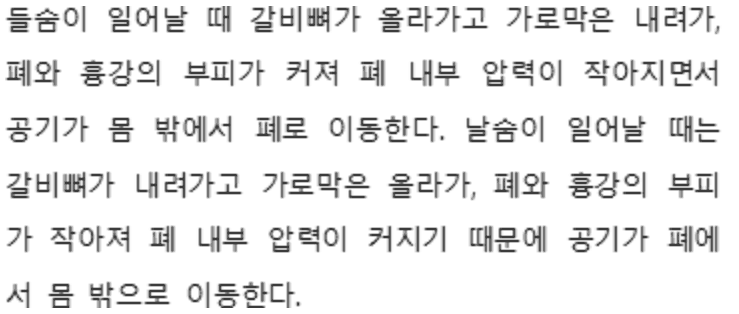 들숨이 일어날 때 갈비뼈가 올라가고 가로막은 내려가,
폐와 흉강의 부피가 커져 폐 내부 압력이 작아지면서
공기가 몸 밖에서 폐로 이동한다. 날숨이 일어날 때는
갈비뼈가 내려가고 가로막은 올라가, 폐와 흉강의 부피
가 작아져 폐 내부 압력이 커지기 때문에 공기가 폐에
서 몸 밖으로 이동한다.